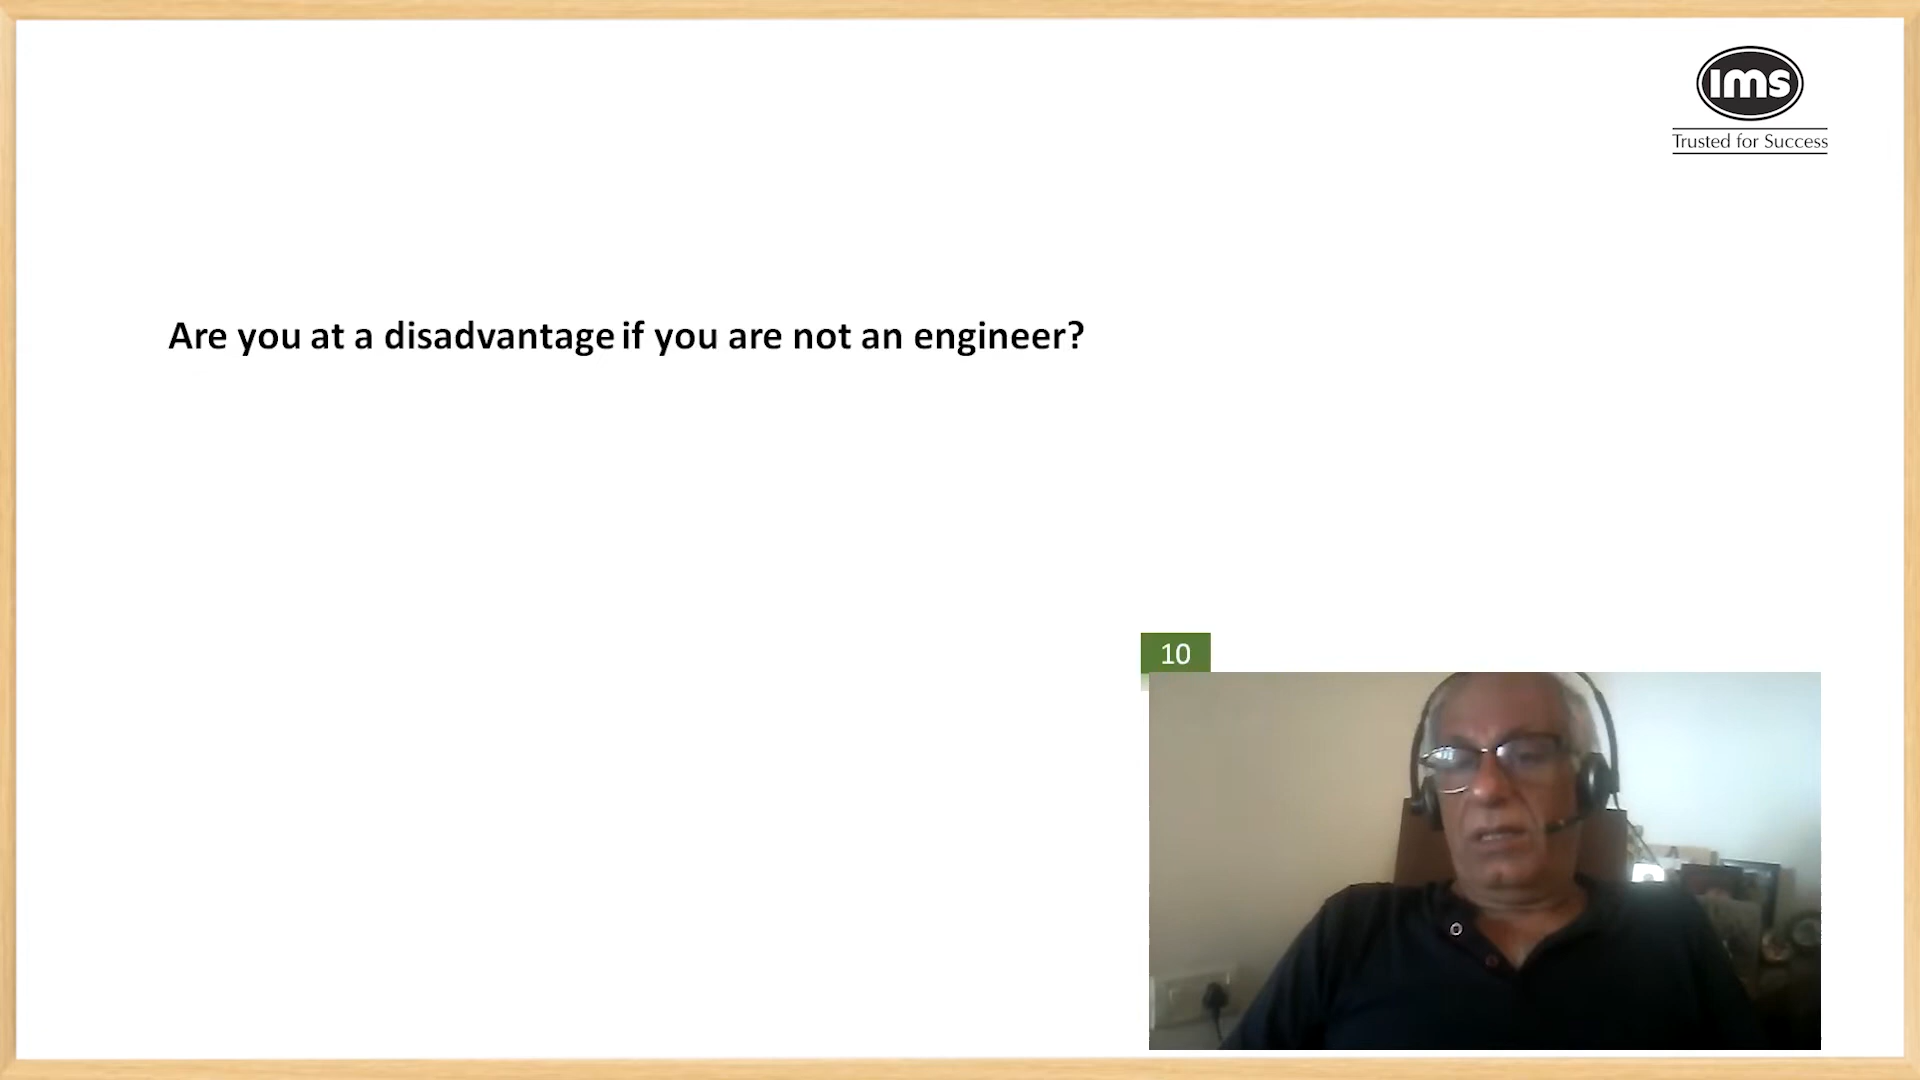 ims
Trusted for Success
Are you at a disadvantage if you are not an engineer?
10